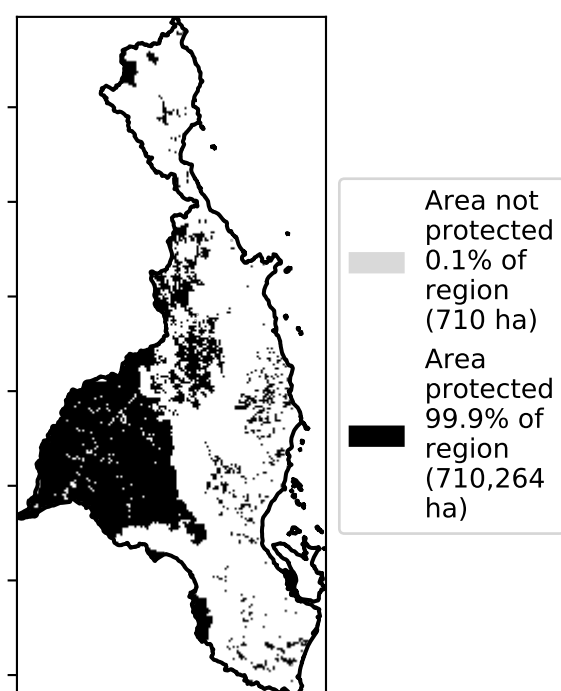 Area not
protected
0.1% of
region
(710 ha)
Area
protected
99.9% of
region
(710,264
ha)